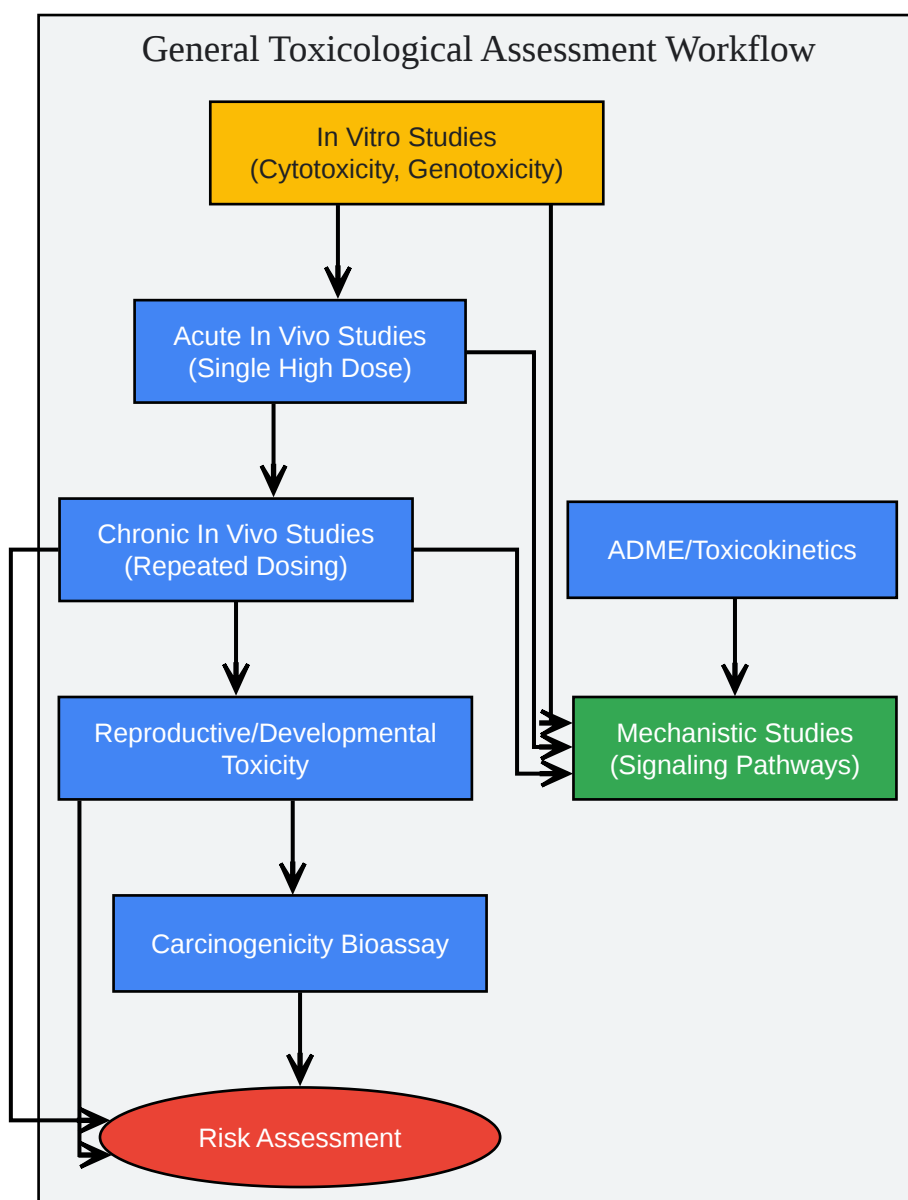 General Toxicological Assessment Workflow
In Vitro Studies
(Cytotoxicity, Genotoxicity)
Acute In Vivo Studies
(Single High Dose)
Chronic In Vivo Studies
(Repeated Dosing)
ADME/Toxicokinetics
Reproductive/Developmental
Toxicity
Mechanistic Studies
(Signaling Pathways)
Carcinogenicity Bioassay
Risk Assessment